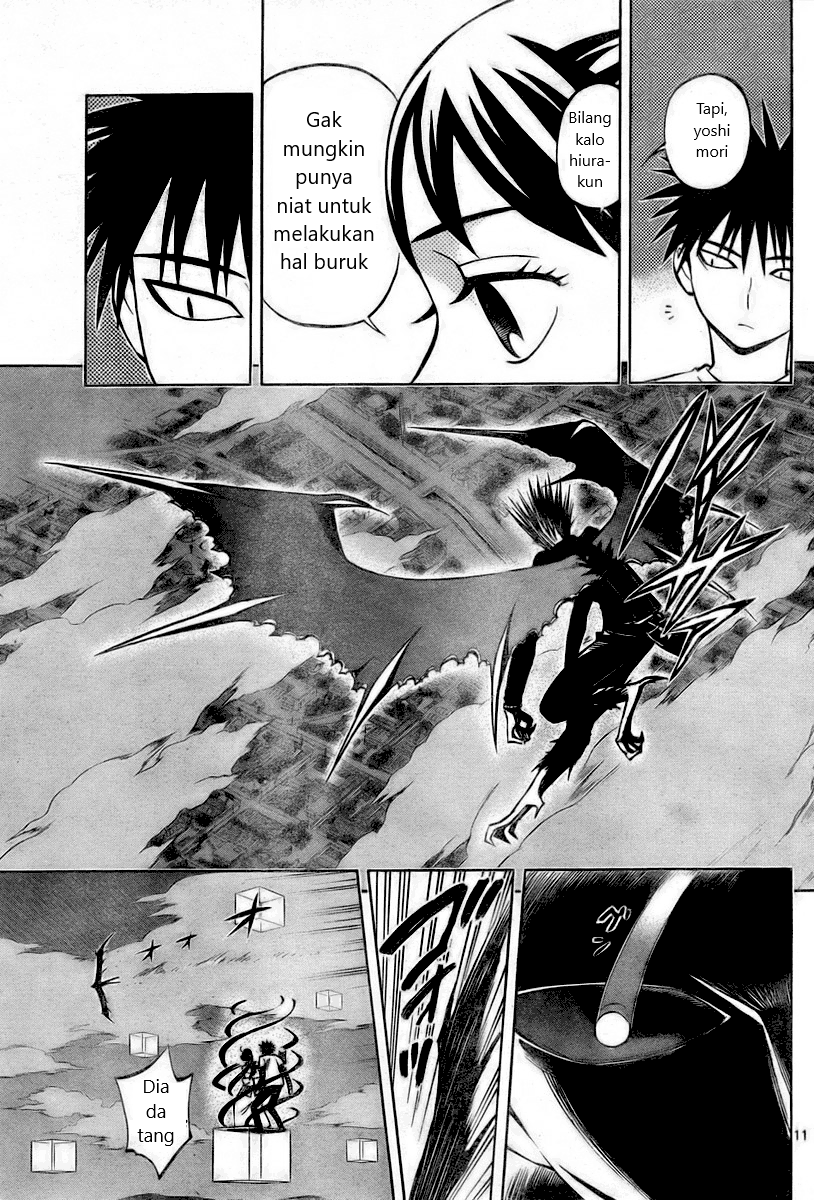 Tapi,
yoshi
mori
Bilang
kalo
hiura-
kun
Gak
mungkin
punya
niat untuk
melakukan
hal buruk
Dia
da
tang
11